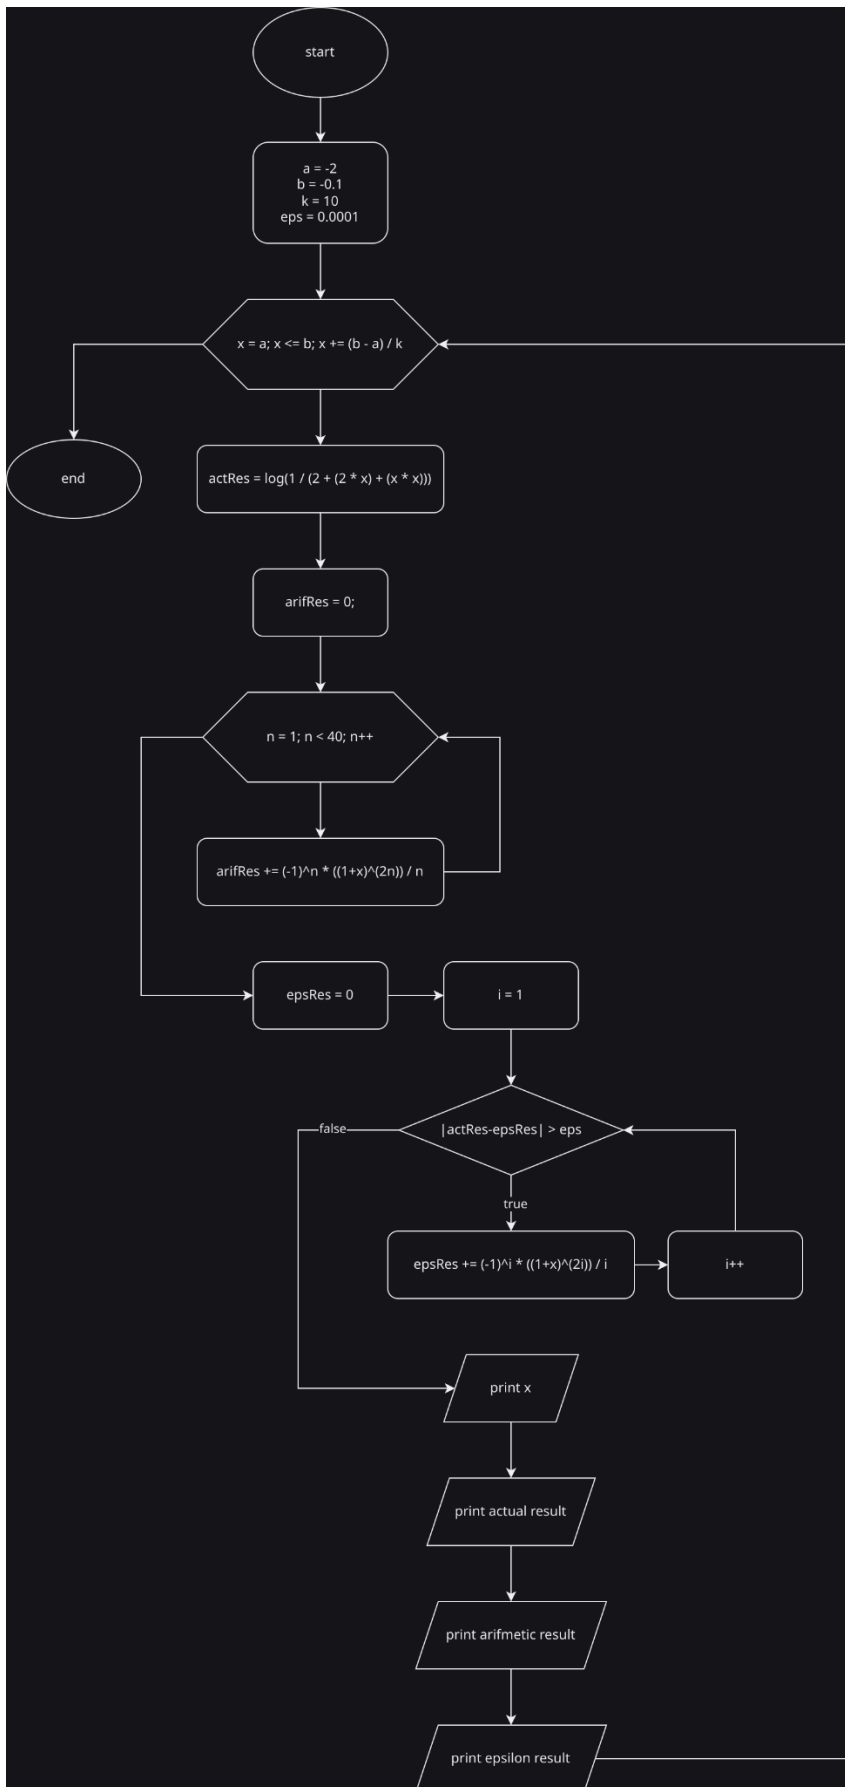 start
a = -2
b = -0.1
k = 10
eps = 0.0001
x = a; x <= b; x += (b - a) / k
end
actRes = log(1 / (2 + (2 * x) + (x * x)))
arifRes = 0;
n = 1; n < 40; n++
arifRes += (-1)^n * ((1+x)^(2n)) / n
epsRes = 0
i = 1
|actRes-epsRes| > eps
false
true
epsRes += (-1)^i * ((1+x)^(2i)) / i
i++
print x
print actual result
print arifmetic result
print epsilon result